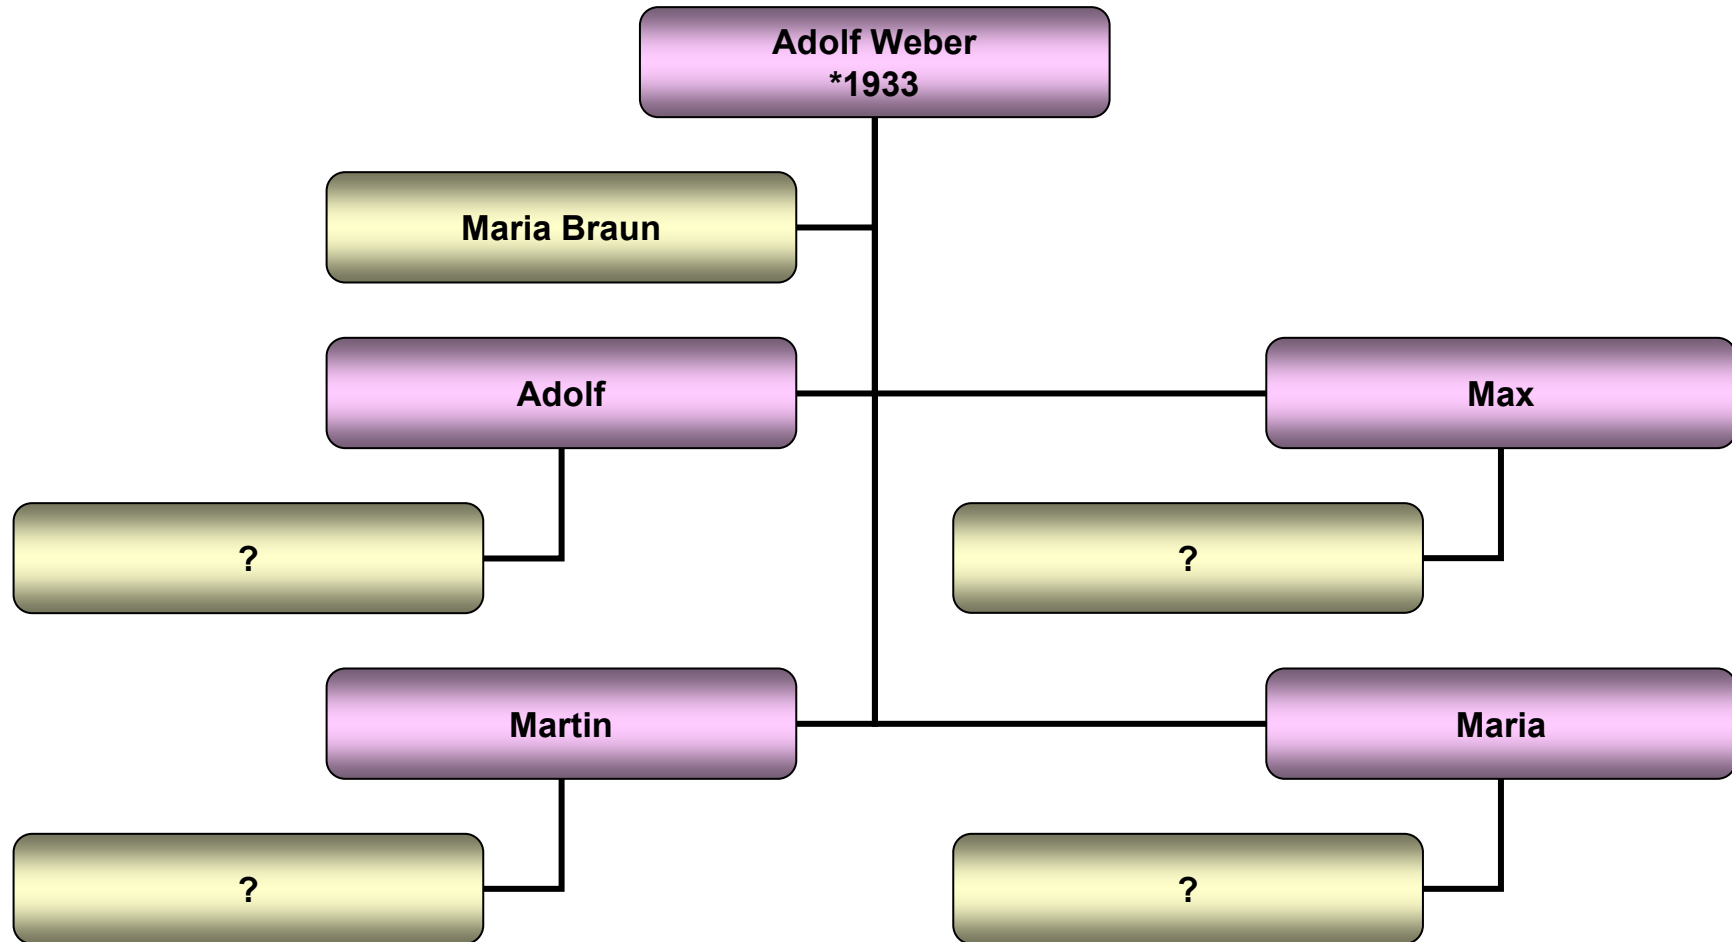 Adolf Weber
*1933
Maria Braun
Adolf
Max
?
?
Martin
Maria
?
?